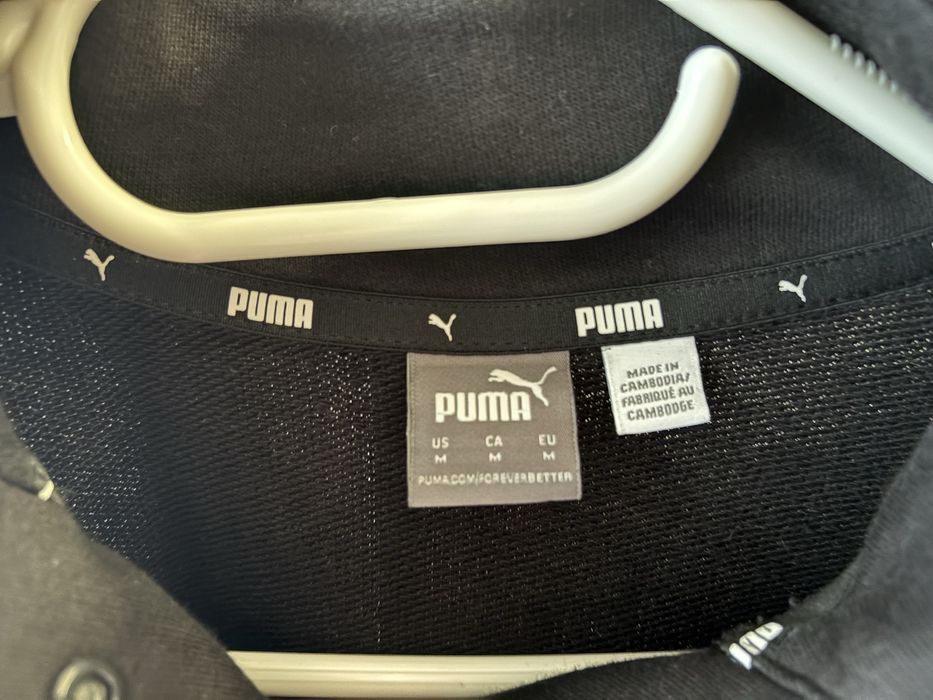 PUMA
PUMA
PUMA
US CA EU
M M M
PUMA.COM/FOREVERBETTER
MADE IN
CAMBODIA/
FABRIQUÉ AU
CAMBODGE